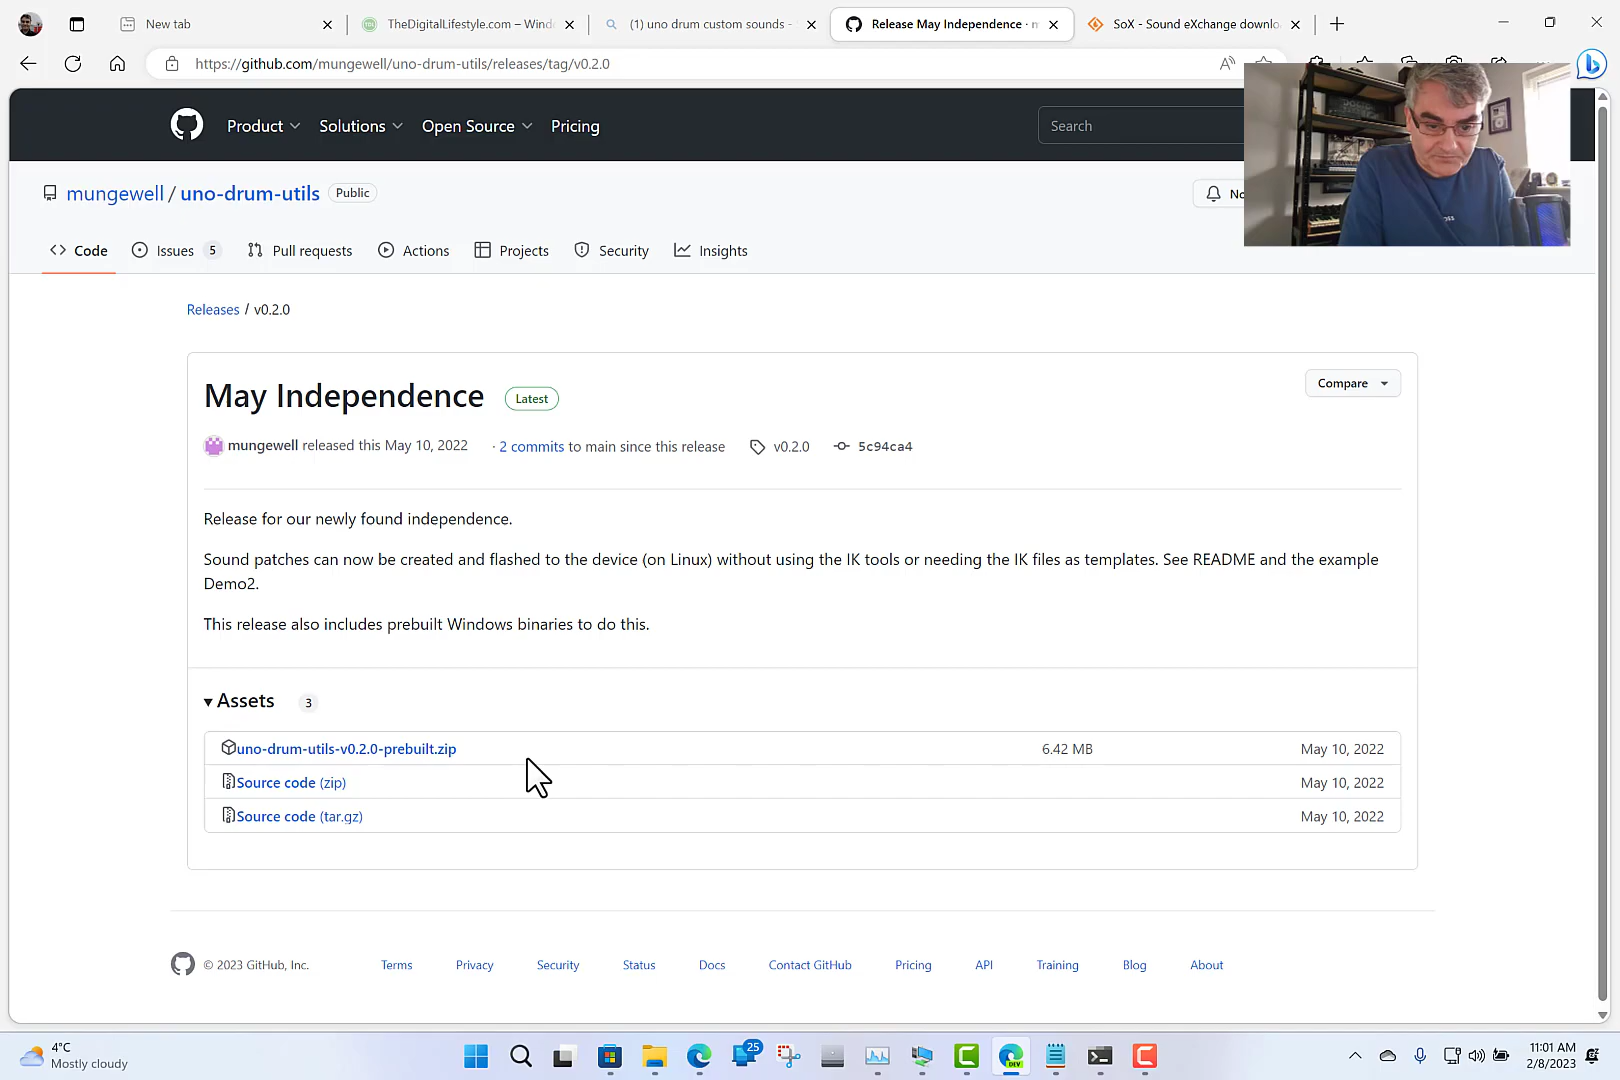 New tab
TheDigitalLifestyle.com – Wind
(1) uno drum custom sounds -
Release May Independence · m
SoX - Sound eXchange downlo
https://github.com/mungewell/uno-drum-utils/releases/tag/v0.2.0
Product
Solutions
Open Source
Pricing
Search
mungewell / uno-drum-utils
Public
No
Code
Issues 5
Pull requests
Actions
Projects
Security
Insights
Releases / v0.2.0
May Independence
Latest
Compare
mungewell released this May 10, 2022
· 2 commits to main since this release
v0.2.0
5c94ca4
Release for our newly found independence.
Sound patches can now be created and flashed to the device (on Linux) without using the IK tools or needing the IK files as templates. See README and the example
Demo2.
This release also includes prebuilt Windows binaries to do this.
Assets 3
uno-drum-utils-v0.2.0-prebuilt.zip
6.42 MB
May 10, 2022
Source code (zip)
May 10, 2022
Source code (tar.gz)
May 10, 2022
© 2023 GitHub, Inc.
Terms
Privacy
Security
Status
Docs
Contact GitHub
Pricing
API
Training
Blog
About
4°C
Mostly cloudy
25
DEV
11:01 AM
2/8/2023